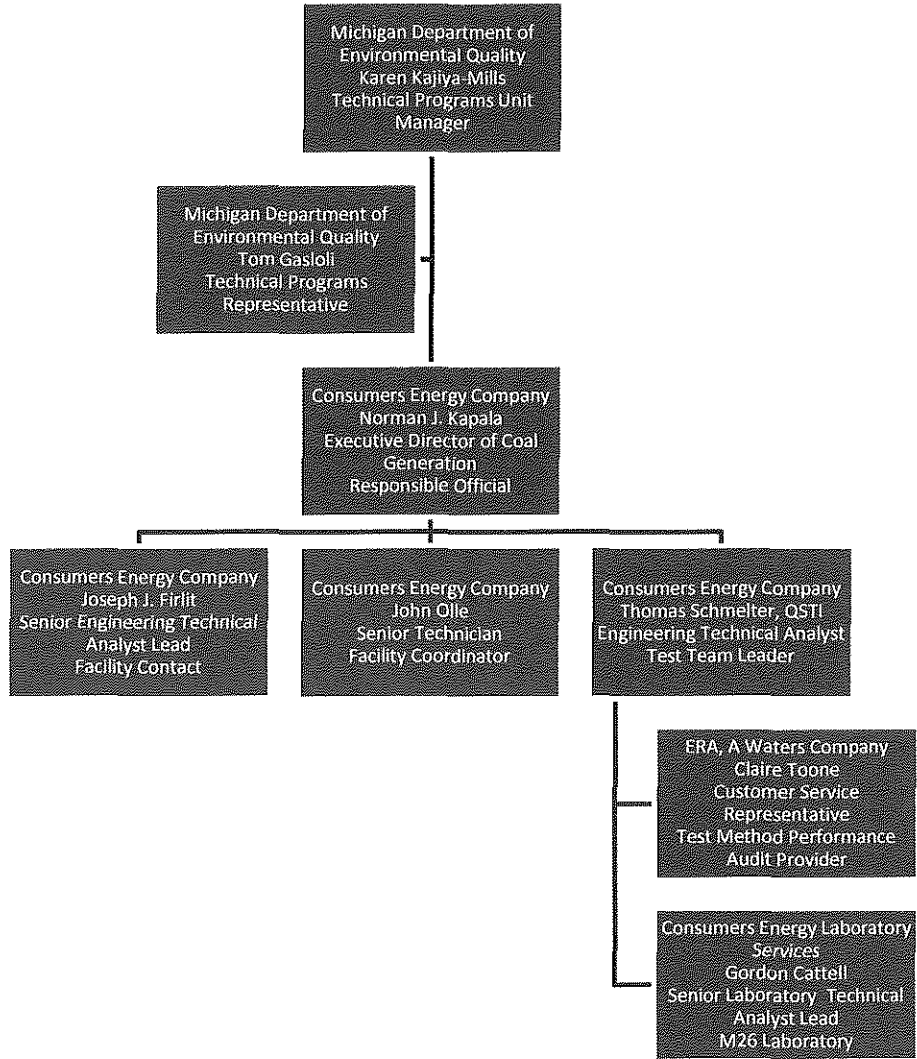 Michigan Department of
Environmental Quality
Karen Kajiya-Mills
Technical Programs Unit
Manager
Michigan Department of
Environmental Quality
Tom Gasloli
Technical Programs
Representative
Consumers Energy Company
Norman J. Kapala
Executive Director of Coal
Generation
Responsible Official
Consumers Energy Company
Joseph J. Firlit
Senior Engineering Technical
Analyst Lead
Facility Contact
Consumers Energy Company
John Olle
Senior Technician
Facility Coordinator
Consumers Energy Company
Thomas Schmelter, QSTI
Engineering Technical Analyst
Test Team Leader
ERA, A Waters Company
Claire Toone
Customer Service
Representative
Test Method Performance
Audit Provider
Consumers Energy Laboratory
Services
Gordon Cattell
Senior Laboratory Technical
Analyst Lead
M26 Laboratory